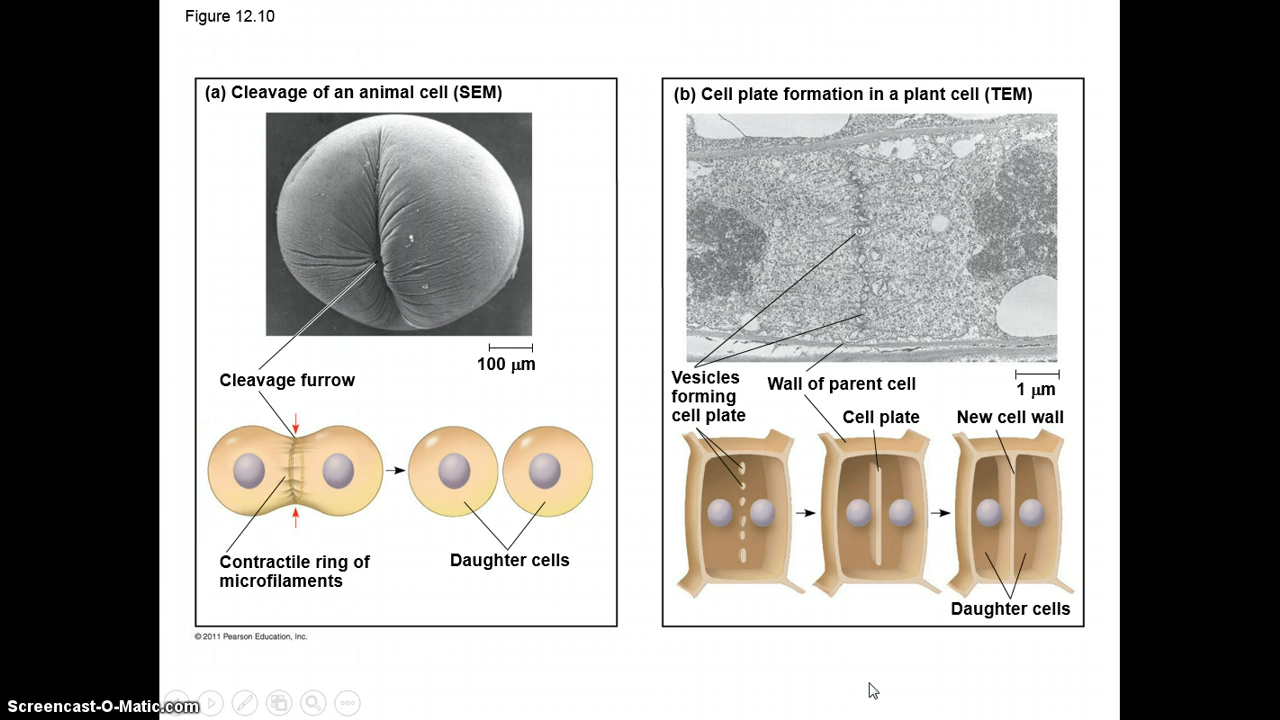 Figure 12.10
(a) Cleavage of an animal cell (SEM)
100 μm
Cleavage furrow
Contractile ring of
microfilaments
Daughter cells
(b) Cell plate formation in a plant cell (TEM)
Vesicles
forming
cell plate
Wall of parent cell
1 μm
Cell plate
New cell wall
Daughter cells
© 2011 Pearson Education, Inc.
Screencast-O-Matic.com